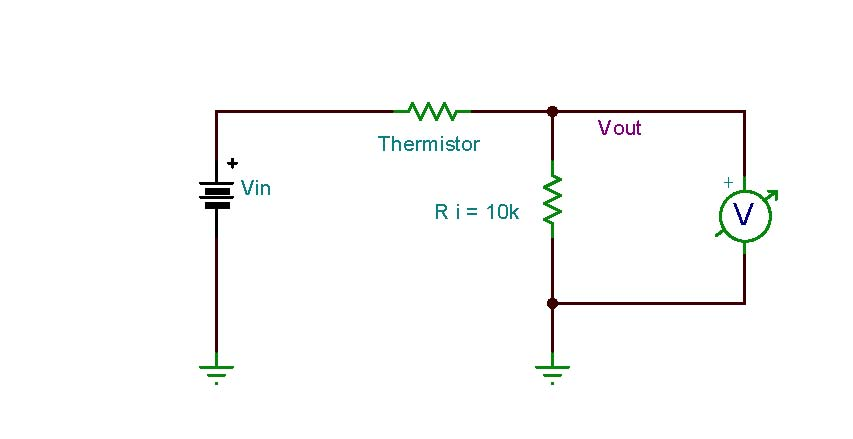 Vout
Thermistor
+
Vin
+
R i = 10k
V